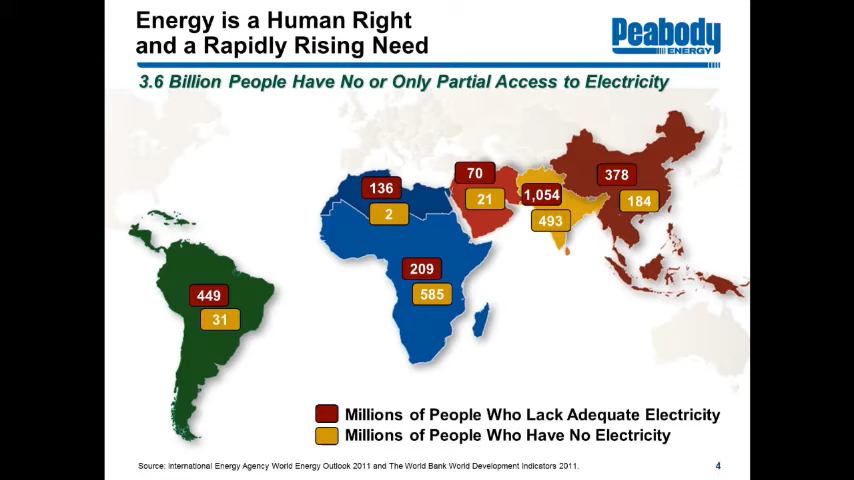 Energy is a Human Right
and a Rapidly Rising Need
Peabody
ENERGY
3.6 Billion People Have No or Only Partial Access to Electricity
70
378
136
1,054
21
184
2
493
209
449
585
31
Millions of People Who Lack Adequate Electricity
Millions of People Who Have No Electricity
Source: International Energy Agency World Energy Outlook 2011 and The World Bank World Development Indicators 2011.
4